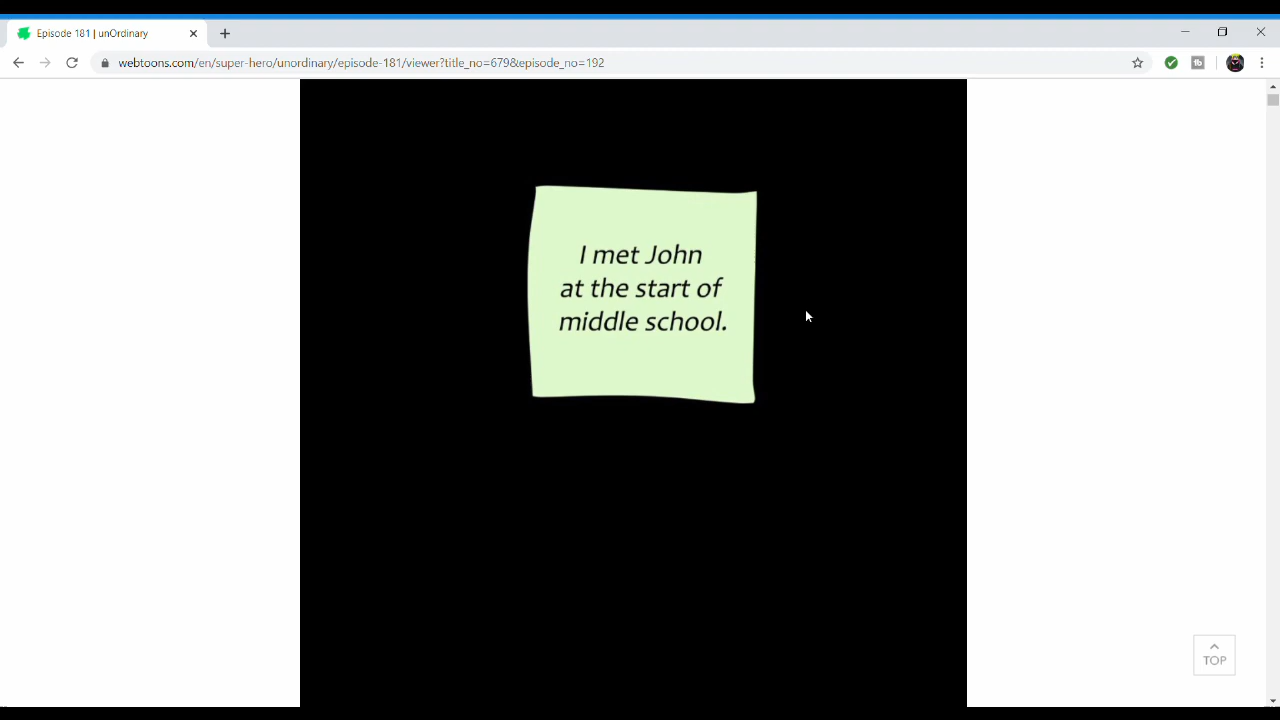 Episode 181 | unOrdinary
webtoons.com/en/super-hero/unordinary/episode-181/viewer?title_no=679&episode_no=192
I met John
at the start of
middle school.
TOP